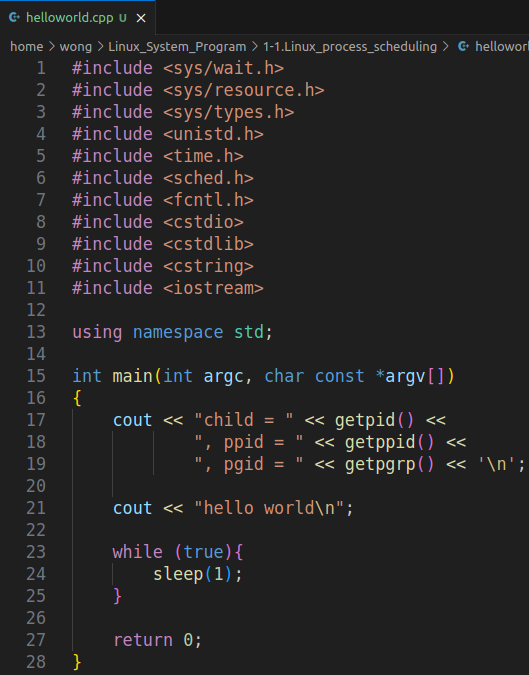 helloworld.cpp U ×
home > wong > Linux_System_Program > 1-1.Linux_process_scheduling > helloworl
1 #include <sys/wait.h>
2 #include <sys/resource.h>
3 #include <sys/types.h>
4 #include <unistd.h>
5 #include <time.h>
6 #include <sched.h>
7 #include <fcntl.h>
8 #include <cstdio>
9 #include <cstdlib>
10 #include <cstring>
11 #include <iostream>
12
13 using namespace std;
14
15 int main(int argc, char const *argv[])
16 {
17     cout << "child = " << getpid() <<
18             ", ppid = " << getppid() <<
19             ", pgid = " << getpgrp() << '\n';
20
21     cout << "hello world\n";
22
23     while (true){
24         sleep(1);
25     }
26
27     return 0;
28 }